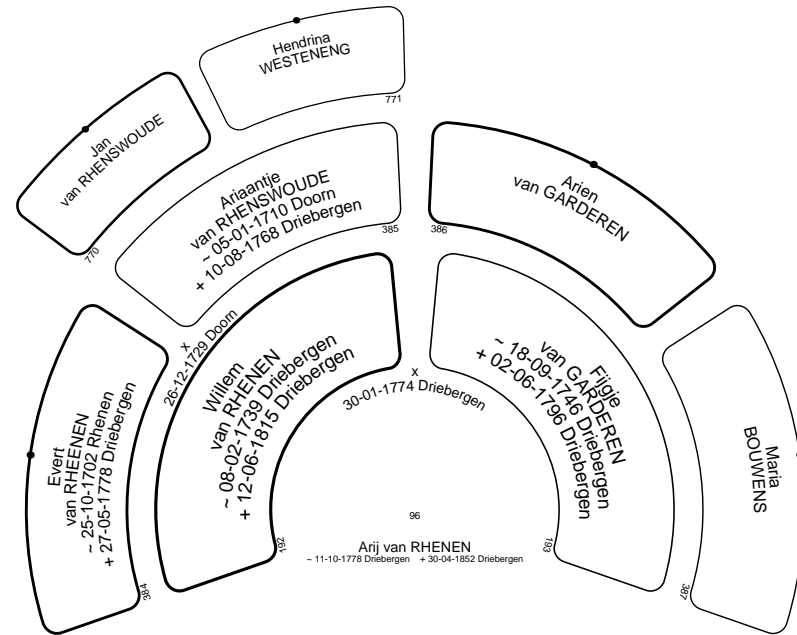 Hendrina
WESTENENG
771
Jan
van RHENSWOUDE
770
Ariaantje
van RHENSWOUDE
~ 05-01-1710 Doorn
+ 10-08-1768 Driebergen
385
386
Arien
van GARDEREN
x
26-12-1729 Doorn
Evert
van RHEENEN
~ 25-10-1702 Rhenen
+ 27-05-1778 Driebergen
384
Willem
van RHENEN
~ 08-02-1739 Driebergen
+ 12-06-1815 Driebergen
192
x
30-01-1774 Driebergen
Fijgje
van GARDEREN
~ 18-09-1746 Driebergen
+ 02-06-1796 Driebergen
193
Maria
BOUWENS
387
96
Arij van RHENEN
~ 11-10-1778 Driebergen + 30-04-1852 Driebergen